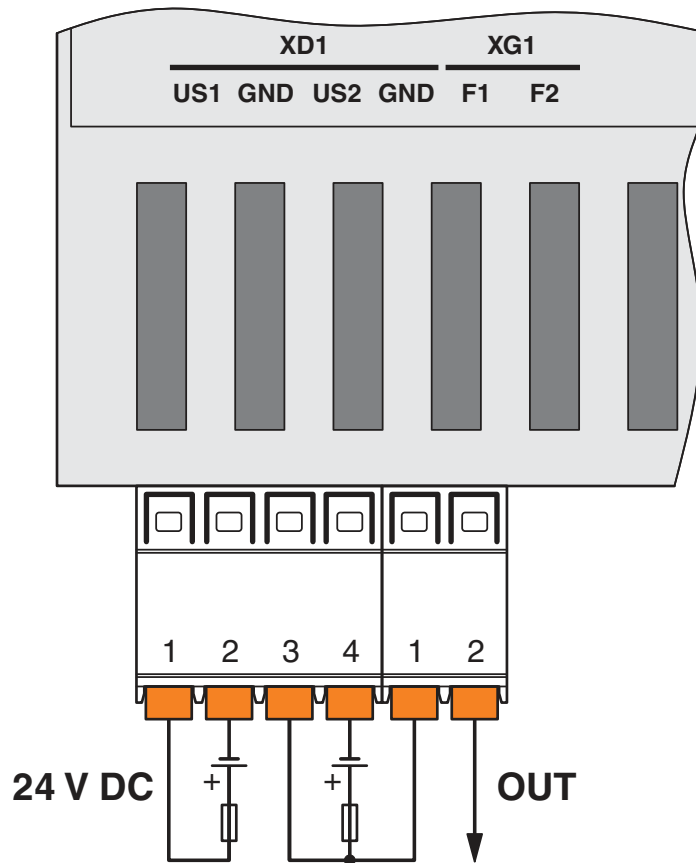 XD1 XG1
US1 GND US2 GND F1 F2
1 2 3 4 1 2
24 V DC + + OUT